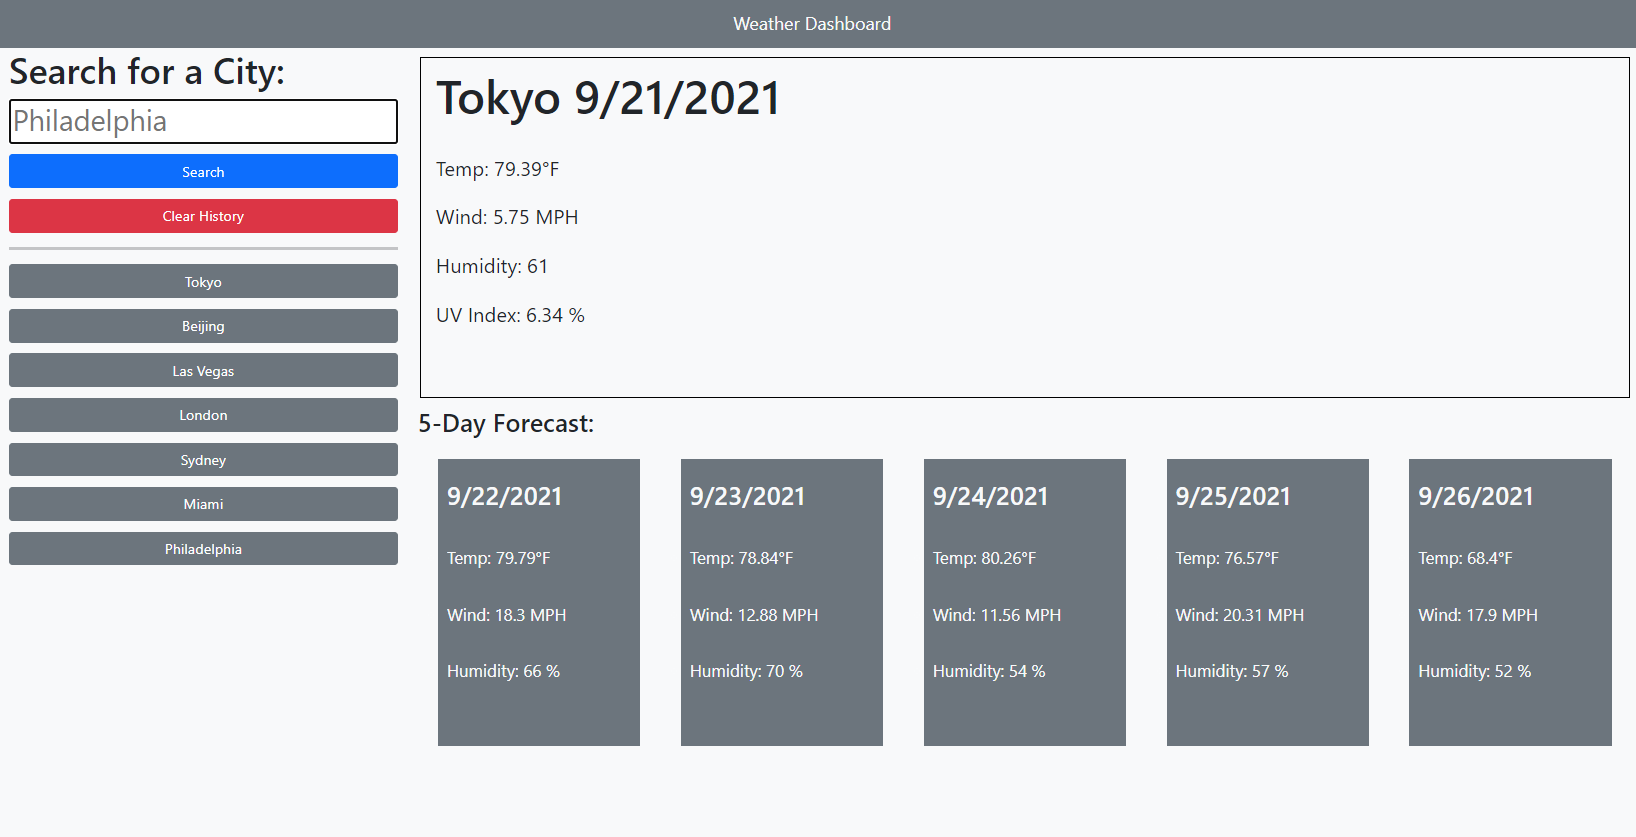 Weather Dashboard
Search for a City:
Philadelphia
Search
Clear History
Tokyo
Beijing
Las Vegas
London
Sydney
Miami
Philadelphia
Tokyo 9/21/2021
Temp: 79.39°F
Wind: 5.75 MPH
Humidity: 61
UV Index: 6.34 %
5-Day Forecast:
9/22/2021
Temp: 79.79°F
Wind: 18.3 MPH
Humidity: 66 %
9/23/2021
Temp: 78.84°F
Wind: 12.88 MPH
Humidity: 70 %
9/24/2021
Temp: 80.26°F
Wind: 11.56 MPH
Humidity: 54 %
9/25/2021
Temp: 76.57°F
Wind: 20.31 MPH
Humidity: 57 %
9/26/2021
Temp: 68.4°F
Wind: 17.9 MPH
Humidity: 52 %